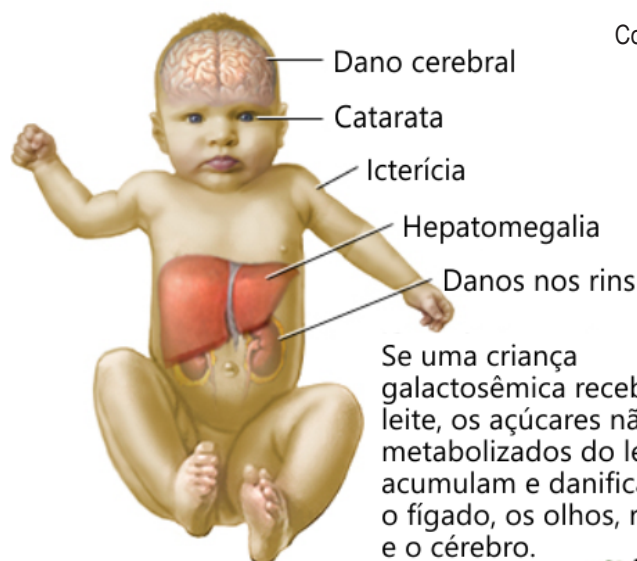 Co
Dano cerebral
Catarata
Icterícia
Hepatomegalia
Danos nos rins
Se uma criança
galactosêmica receb
leite, os açúcares nã
metabolizados do le
acumulam e danifica
o fígado, os olhos, r
e o cérebro.